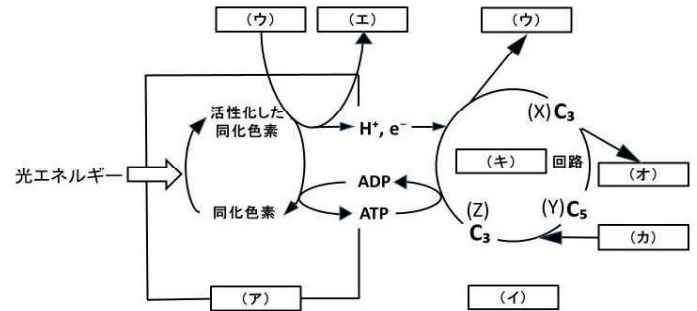 (ウ)
(エ)
(ウ)
活性化した
同化色素
H⁺, e⁻
(X) C₃
光エネルギー
(キ)
回路
(オ)
ADP
同化色素
ATP
(Z)
C₃
(Y) C₅
(カ)
(ア)
(イ)